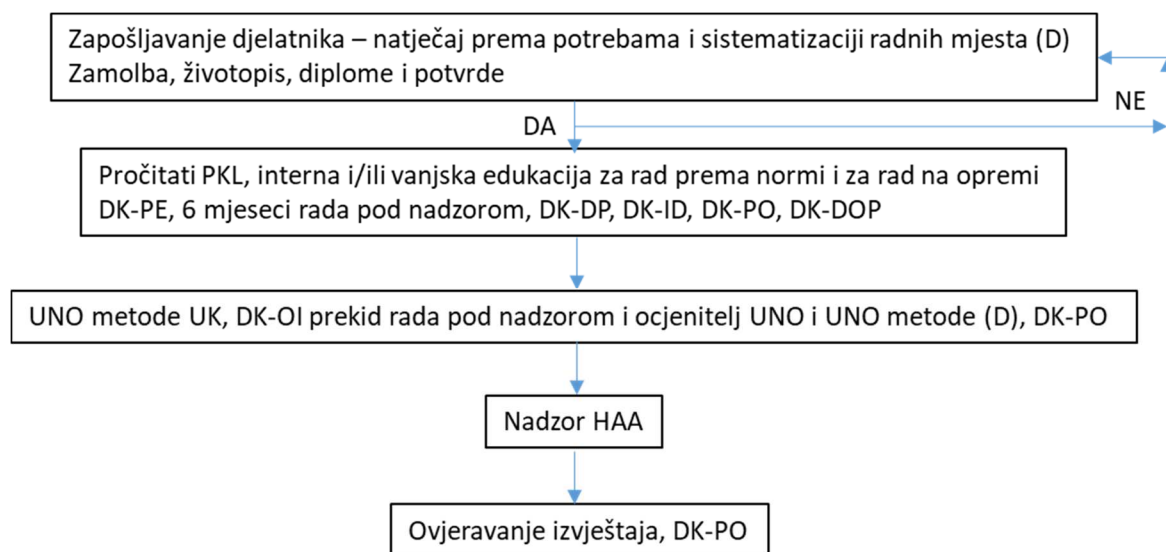 Zapošljavanje djelatnika – natječaj prema potrebama i sistematizaciji radnih mjesta (D)
Zamolba, životopis, diplome i potvrde
NE
DA
Pročitati PKL, interna i/ili vanjska edukacija za rad prema normi i za rad na opremi
DK-PE, 6 mjeseci rada pod nadzorom, DK-DP, DK-ID, DK-PO, DK-DOP
UNO metode UK, DK-OI prekid rada pod nadzorom i ocjenitelj UNO i UNO metode (D), DK-PO
Nadzor HAA
Ovjeravanje izvještaja, DK-PO